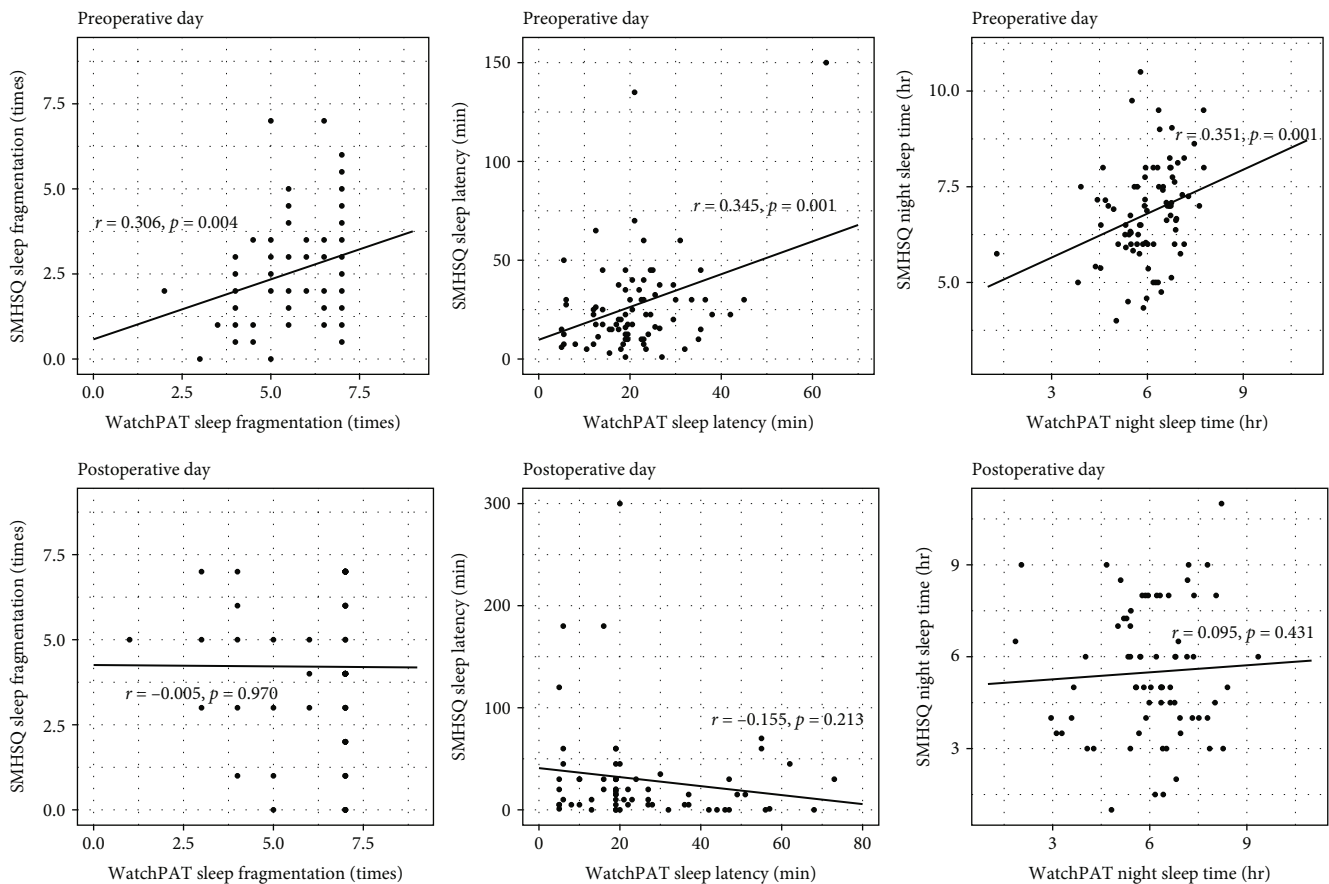 Preoperative day
SMHSQ sleep fragmentation (times)
7.5
5.0
2.5
0.0
r = 0.306, p = 0.004
0.0 2.5 5.0 7.5
WatchPAT sleep fragmentation (times)
Preoperative day
SMHSQ sleep latency (min)
150
100
50
0
r = 0.345, p = 0.001
0 20 40 60
WatchPAT sleep latency (min)
Preoperative day
SMHSQ night sleep time (hr)
10.0
7.5
5.0
r = 0.351, p = 0.001
3 6 9
WatchPAT night sleep time (hr)
Postoperative day
SMHSQ sleep fragmentation (times)
7.5
5.0
2.5
0.0
r = –0.005, p = 0.970
0.0 2.5 5.0 7.5
WatchPAT sleep fragmentation (times)
Postoperative day
SMHSQ sleep latency (min)
300
200
100
0
r = –0.155, p = 0.213
0 20 40 60 80
WatchPAT sleep latency (min)
Postoperative day
SMHSQ night sleep time (hr)
9
6
3
r = 0.095, p = 0.431
3 6 9
WatchPAT night sleep time (hr)